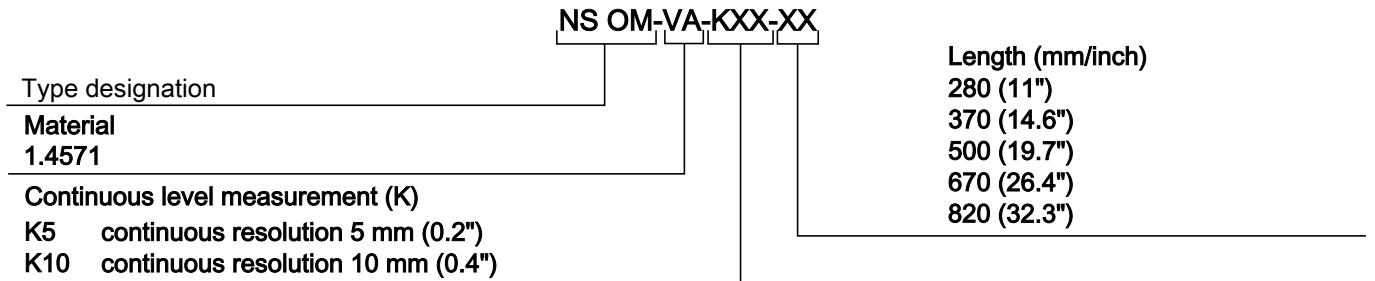 NS OM-VA-KXX-XX
Type designation
Material
1.4571
Continuous level measurement (K)
K5 continuous resolution 5 mm (0.2")
K10 continuous resolution 10 mm (0.4")
Length (mm/inch)
280 (11")
370 (14.6")
500 (19.7")
670 (26.4")
820 (32.3")